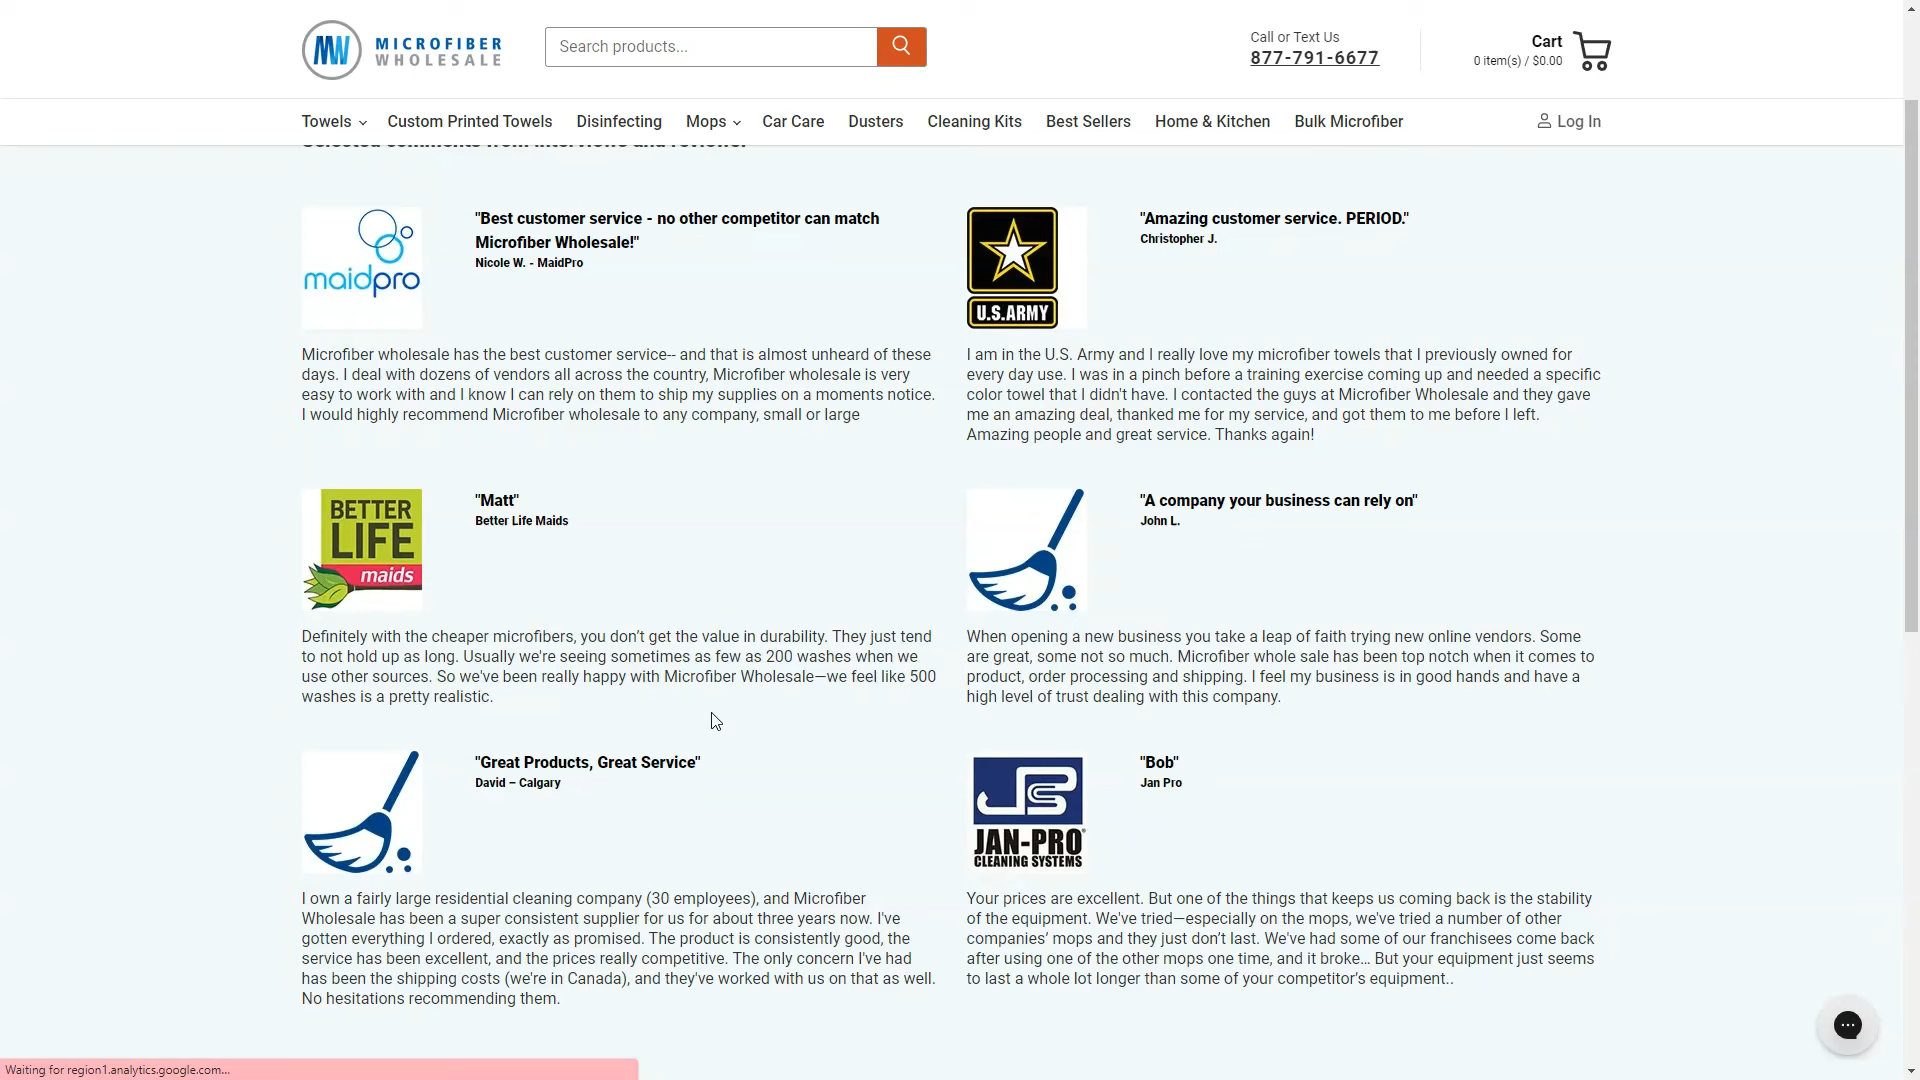 MW MICROFIBER
WHOLESALE
Search products...
Call or Text Us
877-791-6677
Cart
0 item(s) / $0.00
Towels Custom Printed Towels Disinfecting Mops Car Care Dusters Cleaning Kits Best Sellers Home & Kitchen Bulk Microfiber Log In
Selected comments from interviews and reviews:
maidpro
"Best customer service - no other competitor can match
Microfiber Wholesale!"
Nicole W. - MaidPro
Microfiber wholesale has the best customer service-- and that is almost unheard of these
days. I deal with dozens of vendors all across the country, Microfiber wholesale is very
easy to work with and I know I can rely on them to ship my supplies on a moments notice.
I would highly recommend Microfiber wholesale to any company, small or large
U.S.ARMY
"Amazing customer service. PERIOD."
Christopher J.
I am in the U.S. Army and I really love my microfiber towels that I previously owned for
every day use. I was in a pinch before a training exercise coming up and needed a specific
color towel that I didn't have. I contacted the guys at Microfiber Wholesale and they gave
me an amazing deal, thanked me for my service, and got them to me before I left.
Amazing people and great service. Thanks again!
BETTER
LIFE
maids
"Matt"
Better Life Maids
Definitely with the cheaper microfibers, you don’t get the value in durability. They just tend
to not hold up as long. Usually we're seeing sometimes as few as 200 washes when we
use other sources. So we've been really happy with Microfiber Wholesale—we feel like 500
washes is a pretty realistic.
"A company your business can rely on"
John L.
When opening a new business you take a leap of faith trying new online vendors. Some
are great, some not so much. Microfiber whole sale has been top notch when it comes to
product, order processing and shipping. I feel my business is in good hands and have a
high level of trust dealing with this company.
"Great Products, Great Service"
David – Calgary
I own a fairly large residential cleaning company (30 employees), and Microfiber
Wholesale has been a super consistent supplier for us for about three years now. I've
gotten everything I ordered, exactly as promised. The product is consistently good, the
service has been excellent, and the prices really competitive. The only concern I've had
has been the shipping costs (we're in Canada), and they've worked with us on that as well.
No hesitations recommending them.
JAN-PRO
CLEANING SYSTEMS
"Bob"
Jan Pro
Your prices are excellent. But one of the things that keeps us coming back is the stability
of the equipment. We've tried—especially on the mops, we've tried a number of other
companies’ mops and they just don’t last. We've had some of our franchisees come back
after using one of the other mops one time, and it broke... But your equipment just seems
to last a whole lot longer than some of your competitor’s equipment..
Waiting for region1.analytics.google.com...